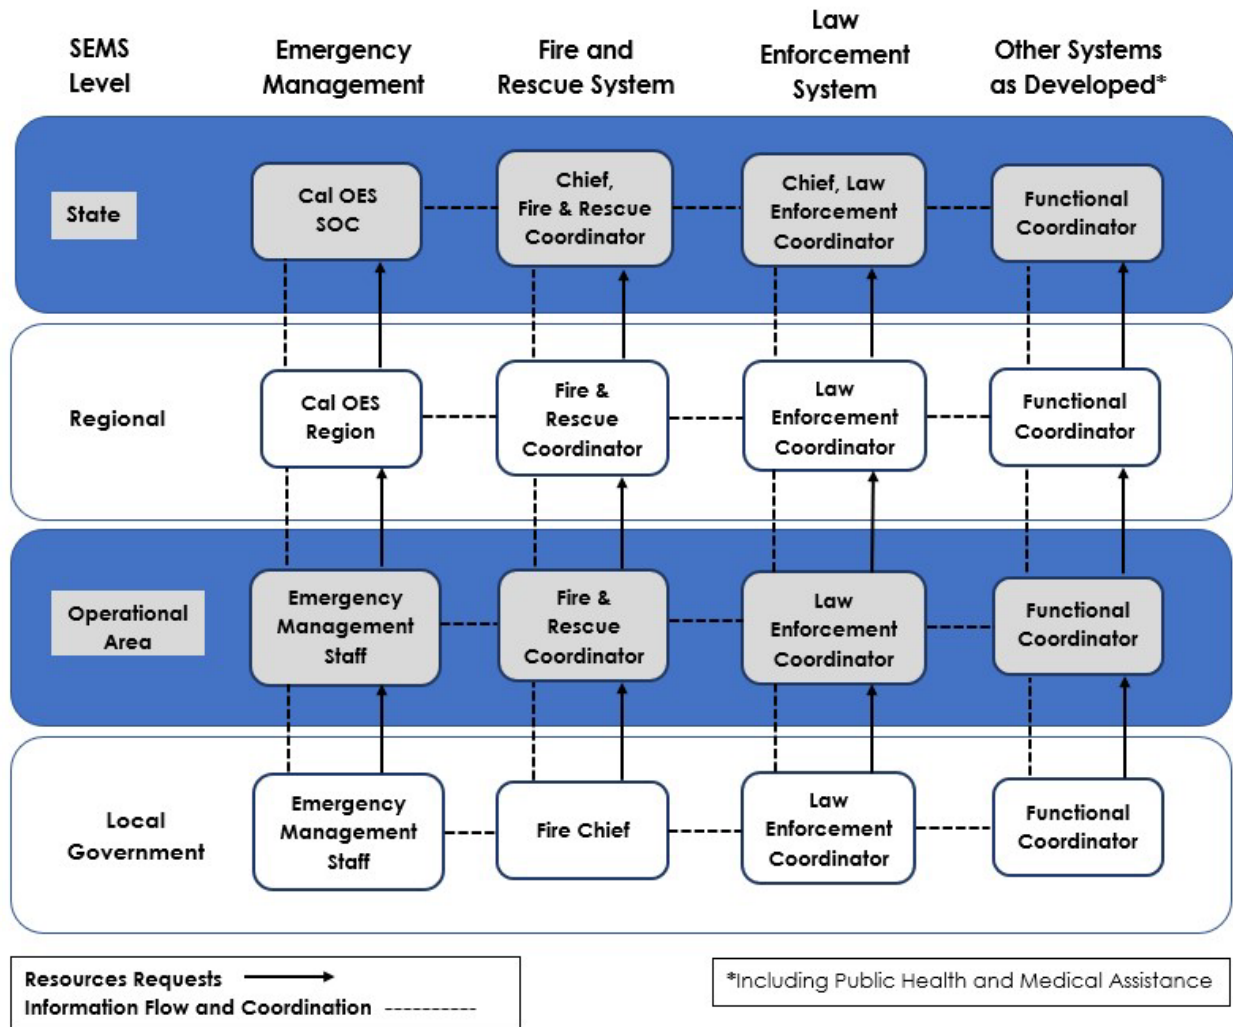 SEMS
Level
Emergency
Management
Fire and
Rescue System
Law
Enforcement
System
Other Systems
as Developed*
State
Cal OES
SOC
Chief,
Fire & Rescue
Coordinator
Chief, Law
Enforcement
Coordinator
Functional
Coordinator
Regional
Cal OES
Region
Fire &
Rescue
Coordinator
Law
Enforcement
Coordinator
Functional
Coordinator
Operational
Area
Emergency
Management
Staff
Fire &
Rescue
Coordinator
Law
Enforcement
Coordinator
Functional
Coordinator
Local
Government
Emergency
Management
Staff
Fire Chief
Law
Enforcement
Coordinator
Functional
Coordinator
Resources Requests
Information Flow and Coordination
*Including Public Health and Medical Assistance